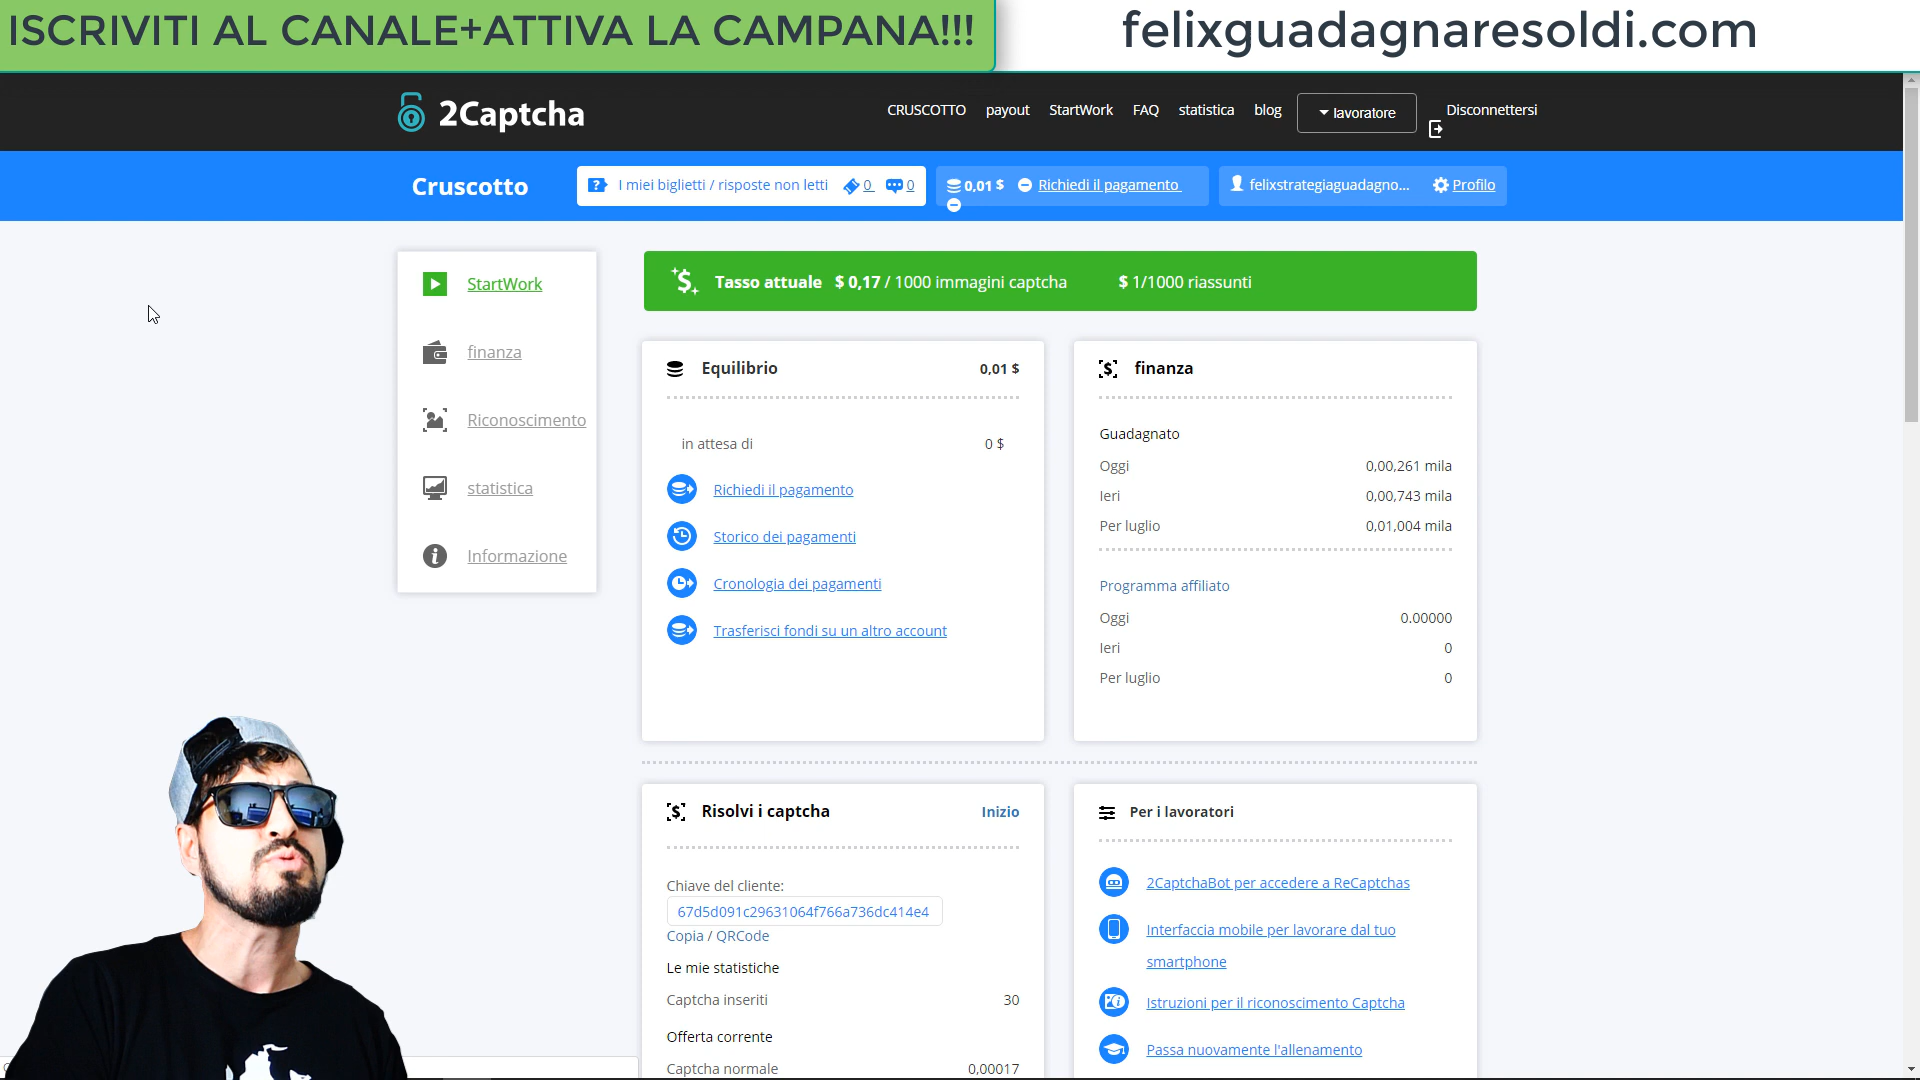 ISCRIVITI AL CANALE+ATTIVA LA CAMPANA!!!
felixguadagnaresoldi.com
2Captcha
CRUSCOTTO payout StartWork FAQ statistica blog lavoratore Disconnettersi
Cruscotto
I miei biglietti / risposte non letti 0 0
0,01 $ Richiedi il pagamento
felixstrategiaguadagno... Profilo
StartWork
finanza
Riconoscimento
statistica
Informazione
Tasso attuale $ 0,17 / 1000 immagini captcha $ 1/1000 riassunti
Equilibrio 0,01 $
in attesa di 0 $
Richiedi il pagamento
Storico dei pagamenti
Cronologia dei pagamenti
Trasferisci fondi su un altro account
finanza
Guadagnato
Oggi 0,00,261 mila
Ieri 0,00,743 mila
Per luglio 0,01,004 mila
Programma affiliato
Oggi 0.00000
Ieri 0
Per luglio 0
Risolvi i captcha Inizio
Chiave del cliente:
67d5d091c29631064f766a736dc414e4
Copia / QRCode
Le mie statistiche
Captcha inseriti 30
Offerta corrente
Captcha normale 0,00017
Per i lavoratori
2CaptchaBot per accedere a ReCaptchas
Interfaccia mobile per lavorare dal tuo
smartphone
Istruzioni per il riconoscimento Captcha
Passa nuovamente l'allenamento